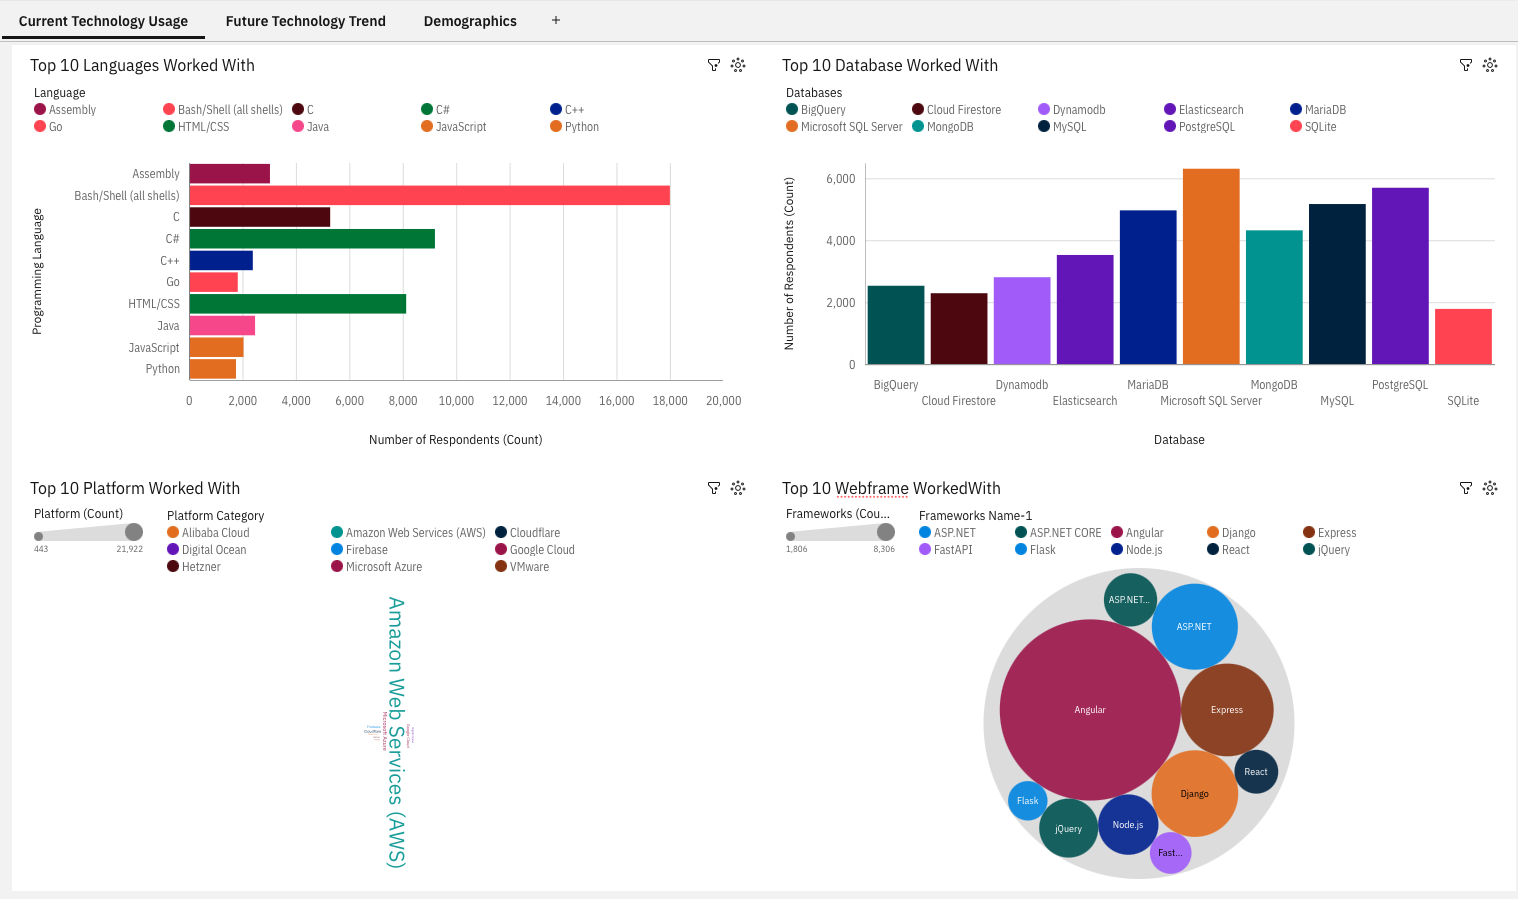 Current Technology Usage Future Technology Trend Demographics +
Top 10 Languages Worked With
Language
Assembly Bash/Shell (all shells) C C# C++
Go HTML/CSS Java JavaScript Python
Programming Language
Assembly
Bash/Shell (all shells)
C
C#
C++
Go
HTML/CSS
Java
JavaScript
Python
0 2,000 4,000 6,000 8,000 10,000 12,000 14,000 16,000 18,000 20,000
Number of Respondents (Count)
Top 10 Database Worked With
Databases
BigQuery Cloud Firestore Dynamodb Elasticsearch MariaDB
Microsoft SQL Server MongoDB MySQL PostgreSQL SQLite
Number of Respondents (Count)
6,000
4,000
2,000
0
BigQuery Dynamodb MariaDB MongoDB PostgreSQL
Cloud Firestore Elasticsearch Microsoft SQL Server MySQL SQLite
Database
Top 10 Platform Worked With
Platform (Count)
443 21,922
Platform Category
Alibaba Cloud Amazon Web Services (AWS) Cloudflare
Digital Ocean Firebase Google Cloud
Hetzner Microsoft Azure VMware
Amazon Web Services (AWS)
Microsoft Azure
Google Cloud
Firebase
Cloudflare
Top 10 Webframe WorkedWith
Frameworks (Cou...
1,806 8,306
Frameworks Name-1
ASP.NET ASP.NET CORE Angular Django Express
FastAPI Flask Node.js React jQuery
ASP.NET...
ASP.NET
Angular
Express
React
Django
Flask
Node.js
jQuery
Fast...